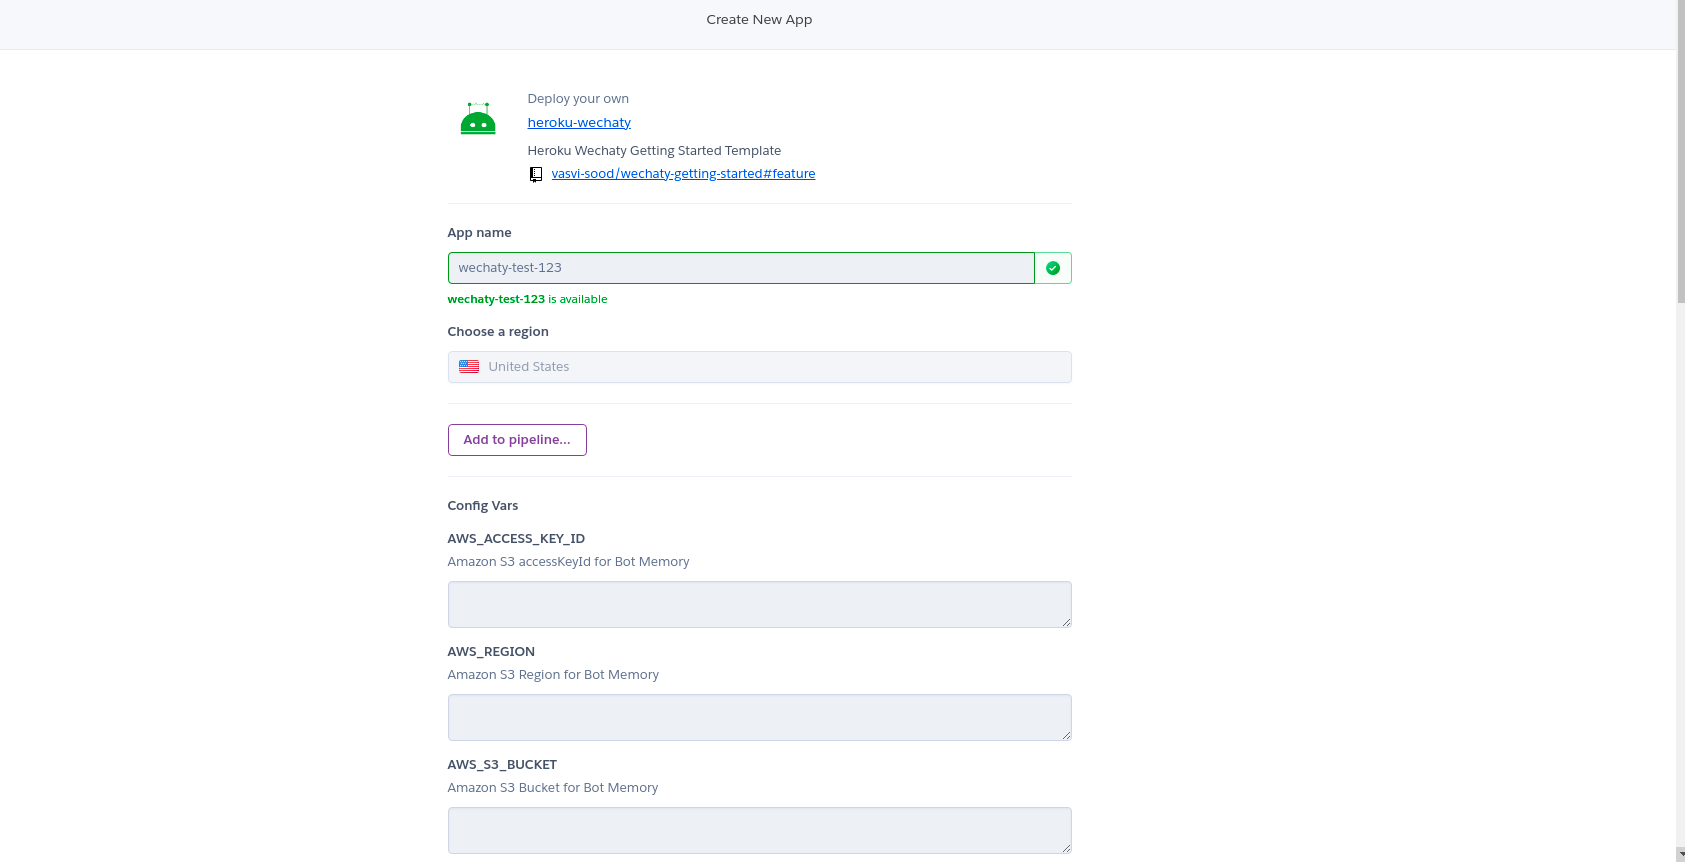 Create New App
Deploy your own
heroku-wechaty
Heroku Wechaty Getting Started Template
vasvi-sood/wechaty-getting-started#feature
App name
wechaty-test-123
wechaty-test-123 is available
Choose a region
United States
Add to pipeline...
Config Vars
AWS_ACCESS_KEY_ID
Amazon S3 accessKeyId for Bot Memory
AWS_REGION
Amazon S3 Region for Bot Memory
AWS_S3_BUCKET
Amazon S3 Bucket for Bot Memory